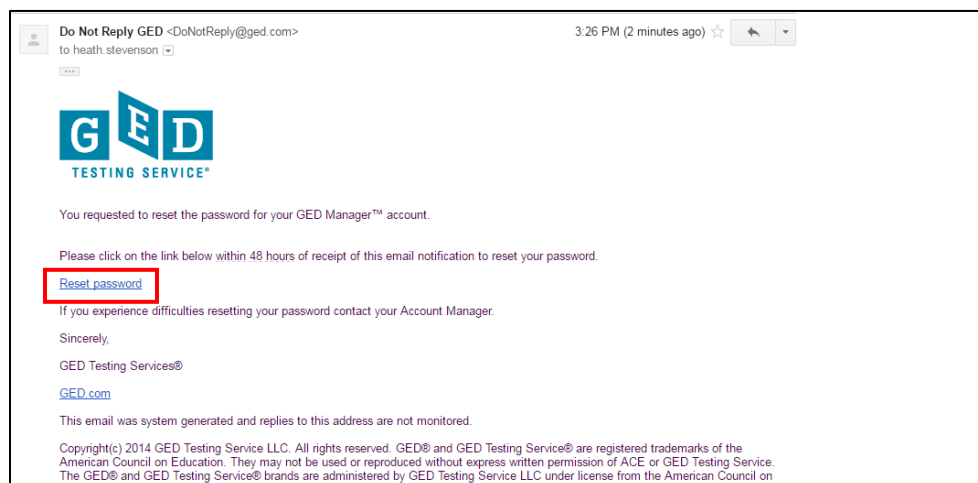 Do Not Reply GED <DoNotReply@ged.com>
3:26 PM (2 minutes ago)
to heath.stevenson
GED
TESTING SERVICE®
You requested to reset the password for your GED Manager™ account.
Please click on the link below within 48 hours of receipt of this email notification to reset your password.
Reset password
If you experience difficulties resetting your password contact your Account Manager.
Sincerely,
GED Testing Services®
GED.com
This email was system generated and replies to this address are not monitored.
Copyright(c) 2014 GED Testing Service LLC. All rights reserved. GED® and GED Testing Service® are registered trademarks of the
American Council on Education. They may not be used or reproduced without express written permission of ACE or GED Testing Service.
The GED® and GED Testing Service® brands are administered by GED Testing Service LLC under license from the American Council on